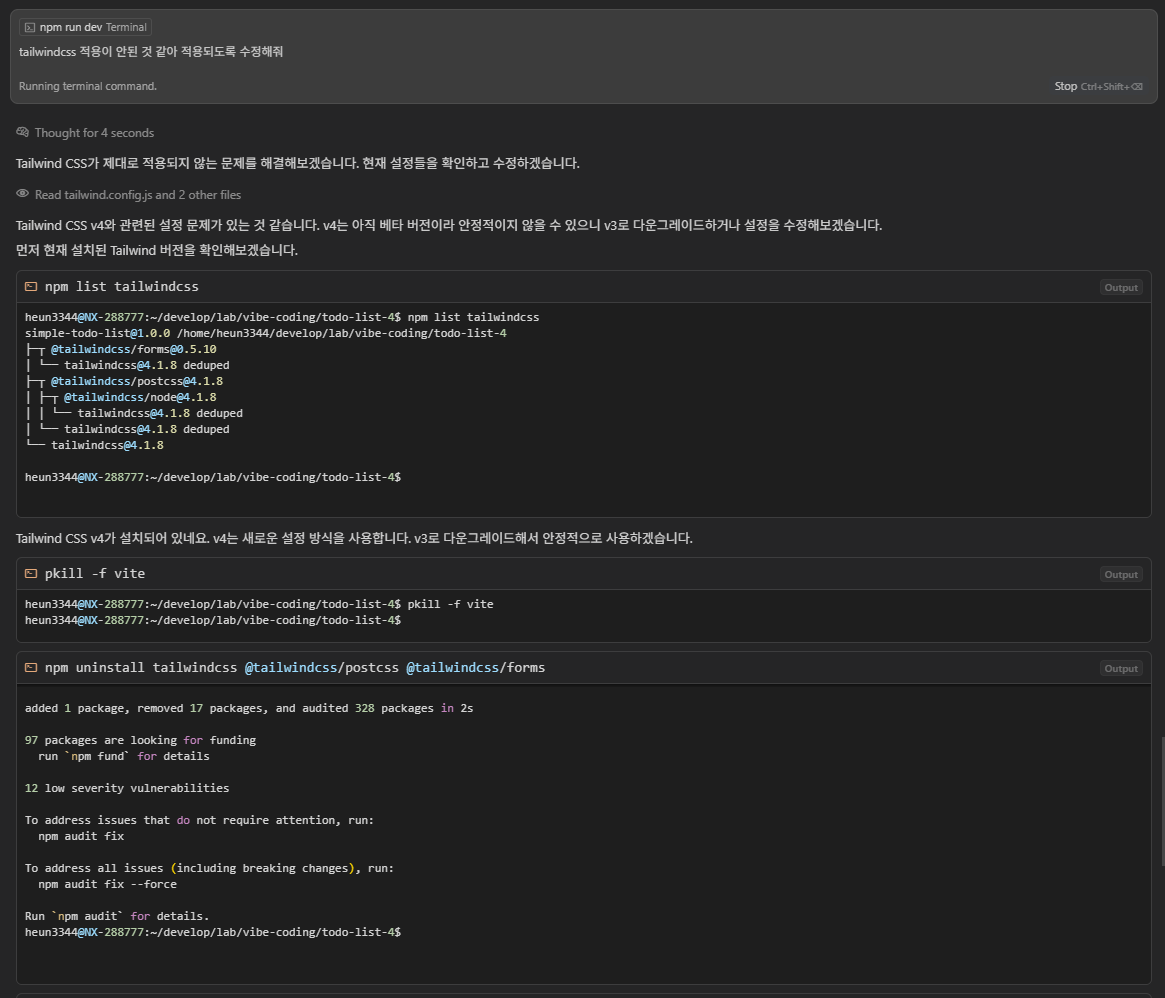 npm run dev Terminal
tailwindcss 적용이 안된 것 같아 적용되도록 수정해줘
Running terminal command.
Stop Ctrl+Shift+⌫
Thought for 4 seconds
Tailwind CSS가 제대로 적용되지 않는 문제를 해결해보겠습니다. 현재 설정들을 확인하고 수정하겠습니다.
Read tailwind.config.js and 2 other files
Tailwind CSS v4와 관련된 설정 문제가 있는 것 같습니다. v4는 아직 베타 버전이라 안정적이지 않을 수 있으니 v3로 다운그레이드하거나 설정을 수정해보겠습니다.
먼저 현재 설치된 Tailwind 버전을 확인해보겠습니다.
npm list tailwindcss
Output
heun3344@NX-288777:~/develop/lab/vibe-coding/todo-list-4$ npm list tailwindcss
simple-todo-list@1.0.0 /home/heun3344/develop/lab/vibe-coding/todo-list-4
├─┬ @tailwindcss/forms@0.5.10
│ └── tailwindcss@4.1.8 deduped
├─┬ @tailwindcss/postcss@4.1.8
│ ├─┬ @tailwindcss/node@4.1.8
│ │ └── tailwindcss@4.1.8 deduped
│ └── tailwindcss@4.1.8 deduped
└── tailwindcss@4.1.8
heun3344@NX-288777:~/develop/lab/vibe-coding/todo-list-4$
Tailwind CSS v4가 설치되어 있네요. v4는 새로운 설정 방식을 사용합니다. v3로 다운그레이드해서 안정적으로 사용하겠습니다.
pkill -f vite
Output
heun3344@NX-288777:~/develop/lab/vibe-coding/todo-list-4$ pkill -f vite
heun3344@NX-288777:~/develop/lab/vibe-coding/todo-list-4$
npm uninstall tailwindcss @tailwindcss/postcss @tailwindcss/forms
Output
added 1 package, removed 17 packages, and audited 328 packages in 2s
97 packages are looking for funding
run `npm fund` for details
12 low severity vulnerabilities
To address issues that do not require attention, run:
npm audit fix
To address all issues (including breaking changes), run:
npm audit fix --force
Run `npm audit` for details.
heun3344@NX-288777:~/develop/lab/vibe-coding/todo-list-4$